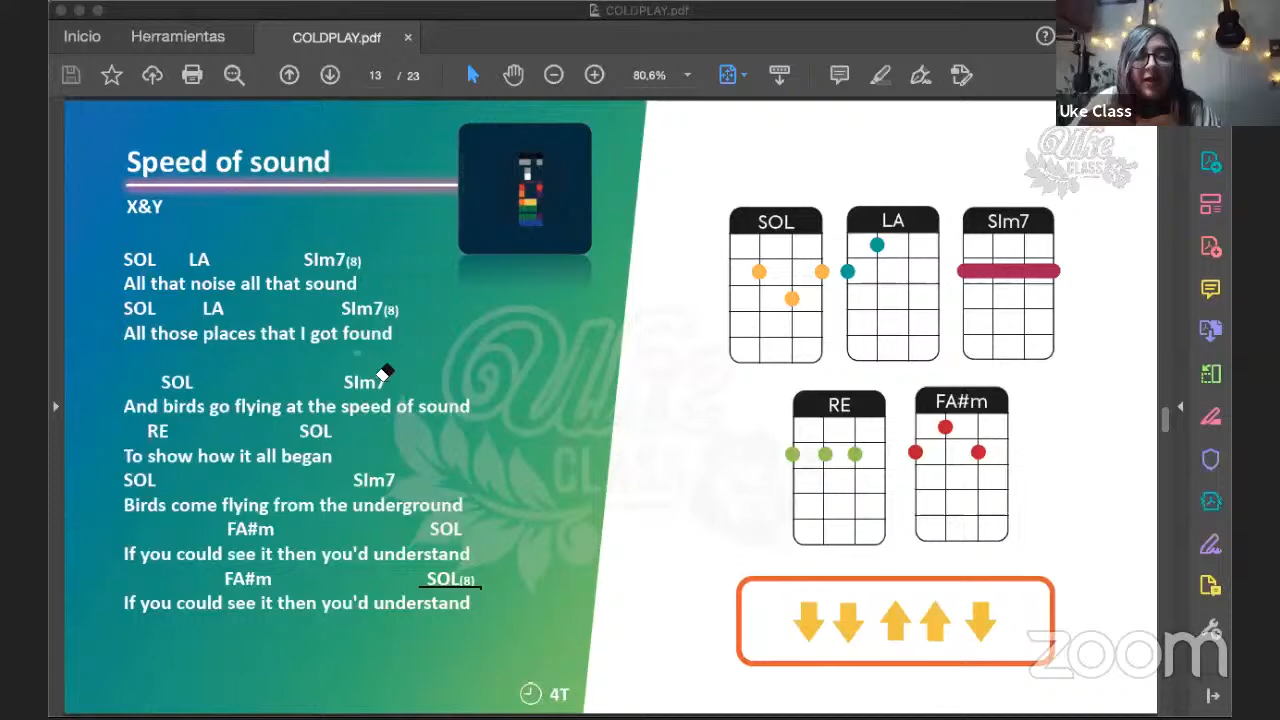 COLDPLAY.pdf
Inicio
Herramientas
COLDPLAY.pdf
×
13
/ 23
80,6%
Uke Class
Speed of sound
X&Y
SOL LA SIm7(8)
All that noise all that sound
SOL LA SIm7(8)
All those places that I got found
SOL SIm7
And birds go flying at the speed of sound
RE SOL
To show how it all began
SOL SIm7
Birds come flying from the underground
FA#m SOL
If you could see it then you'd understand
FA#m SOL(8)
If you could see it then you'd understand
4T
Uke
CLASS
SOL
LA
SIm7
RE
FA#m
Uke
CLASS
zoom